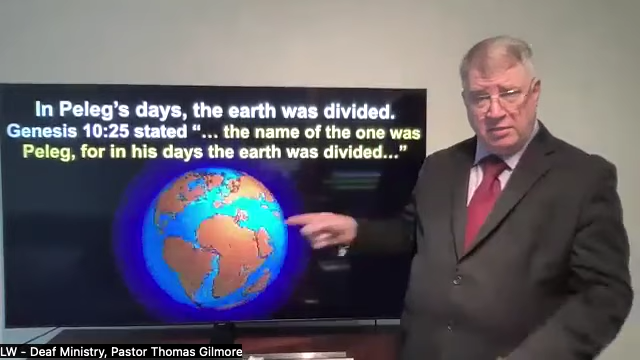 In Peleg's days, the earth was divided.
Genesis 10:25 stated “... the name of the one was
Peleg, for in his days the earth was divided...”
LW - Deaf Ministry, Pastor Thomas Gilmore